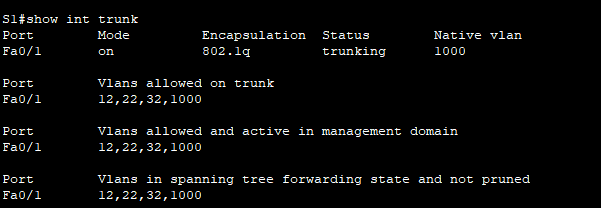 S1#show int trunk
Port Mode Encapsulation Status Native vlan
Fa0/1 on 802.1q trunking 1000
Port Vlans allowed on trunk
Fa0/1 12,22,32,1000
Port Vlans allowed and active in management domain
Fa0/1 12,22,32,1000
Port Vlans in spanning tree forwarding state and not pruned
Fa0/1 12,22,32,1000